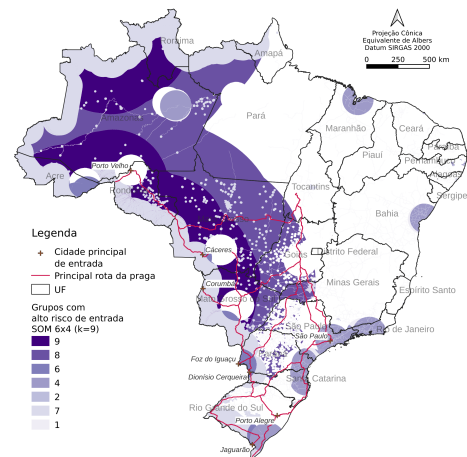 Projeção Cônica
Equivalente de Albers
Datum SIRGAS 2000
0 250 500 km
Roraima
Amapá
Amazonas
Pará
Maranhão
Ceará
Paraíba
Piauí
Pernambuco
Alagoas
Sergipe
Porto Velho
Acre
Tocantins
Bahia
Cáceres
Goiás
Distrito Federal
Corumbá
Minas Gerais
Espírito Santo
São Paulo
São Paulo
Rio de Janeiro
Foz do Iguaçu
Dionísio Cerqueira
Santa Catarina
Rio Grande do Sul
Porto Alegre
Jaguarão
Legenda
Cidade principal
de entrada
Principal rota da praga
UF
Grupos com
alto risco de entrada
SOM 6x4 (k=9)
9
8
6
4
2
7
1